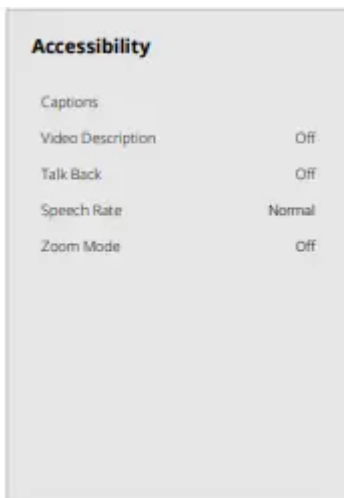 Accessibility
Captions
Video Description Off
Talk Back Off
Speech Rate Normal
Zoom Mode Off